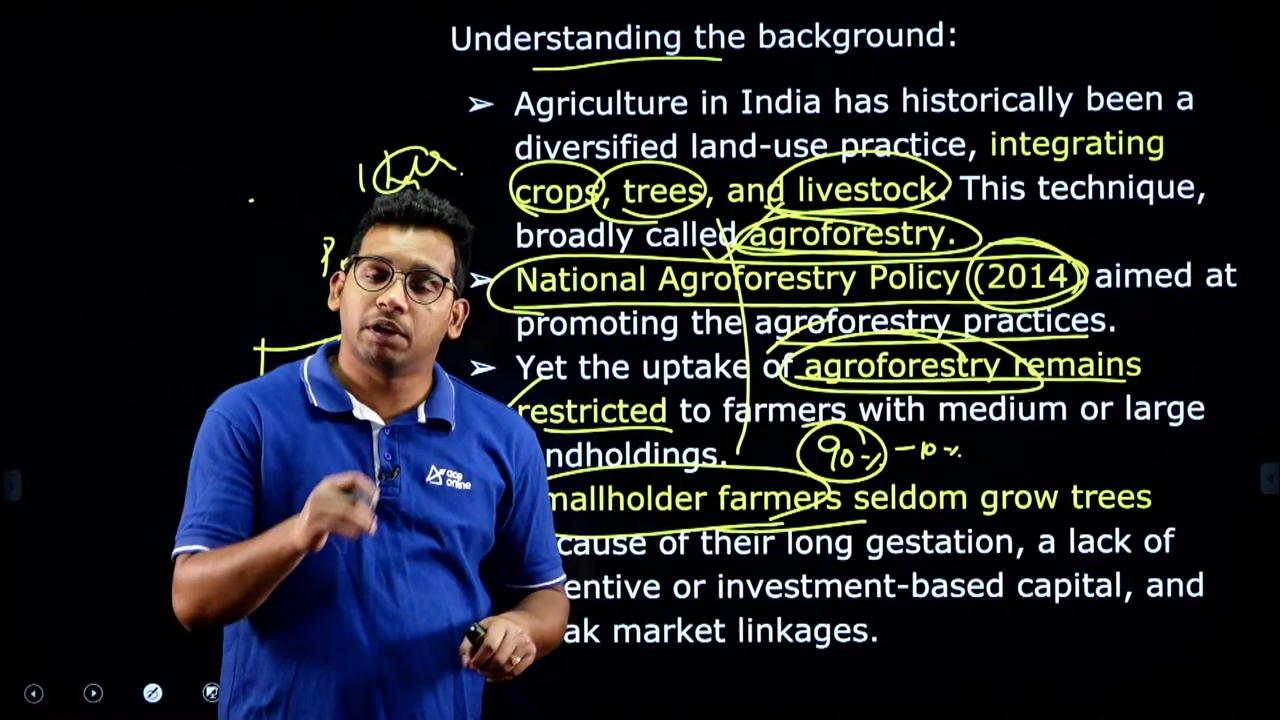 Understanding the background:
➢ Agriculture in India has historically been a
diversified land-use practice, integrating
crops, trees, and livestock. This technique,
broadly called agroforestry.
➢ National Agroforestry Policy (2014) aimed at
promoting the agroforestry practices.
➢ Yet the uptake of agroforestry remains
restricted to farmers with medium or large
ndholdings.
90% - 10%
mallholder farmers seldom grow trees
cause of their long gestation, a lack of
entive or investment-based capital, and
ak market linkages.
ace
online